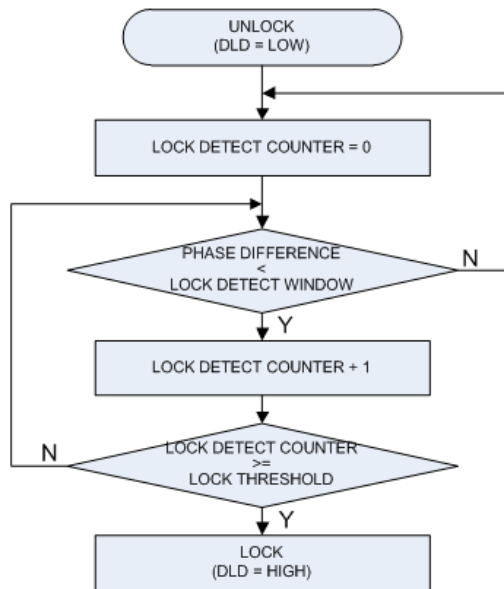 UNLOCK
(DLD = LOW)
LOCK DETECT COUNTER = 0
PHASE DIFFERENCE
<
LOCK DETECT WINDOW
N
Y
LOCK DETECT COUNTER + 1
LOCK DETECT COUNTER
>=
LOCK THRESHOLD
N
Y
LOCK
(DLD = HIGH)